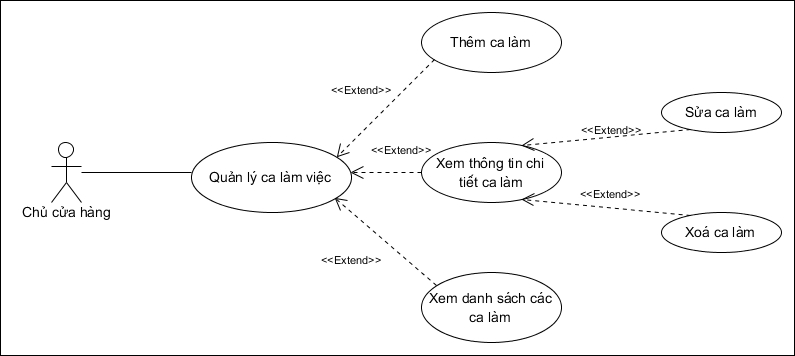 Thêm ca làm
<<Extend>>
Sửa ca làm
<<Extend>>
<<Extend>>
Xem thông tin chi
tiết ca làm
Quản lý ca làm việc
<<Extend>>
Chủ cửa hàng
Xoá ca làm
<<Extend>>
Xem danh sách các
ca làm